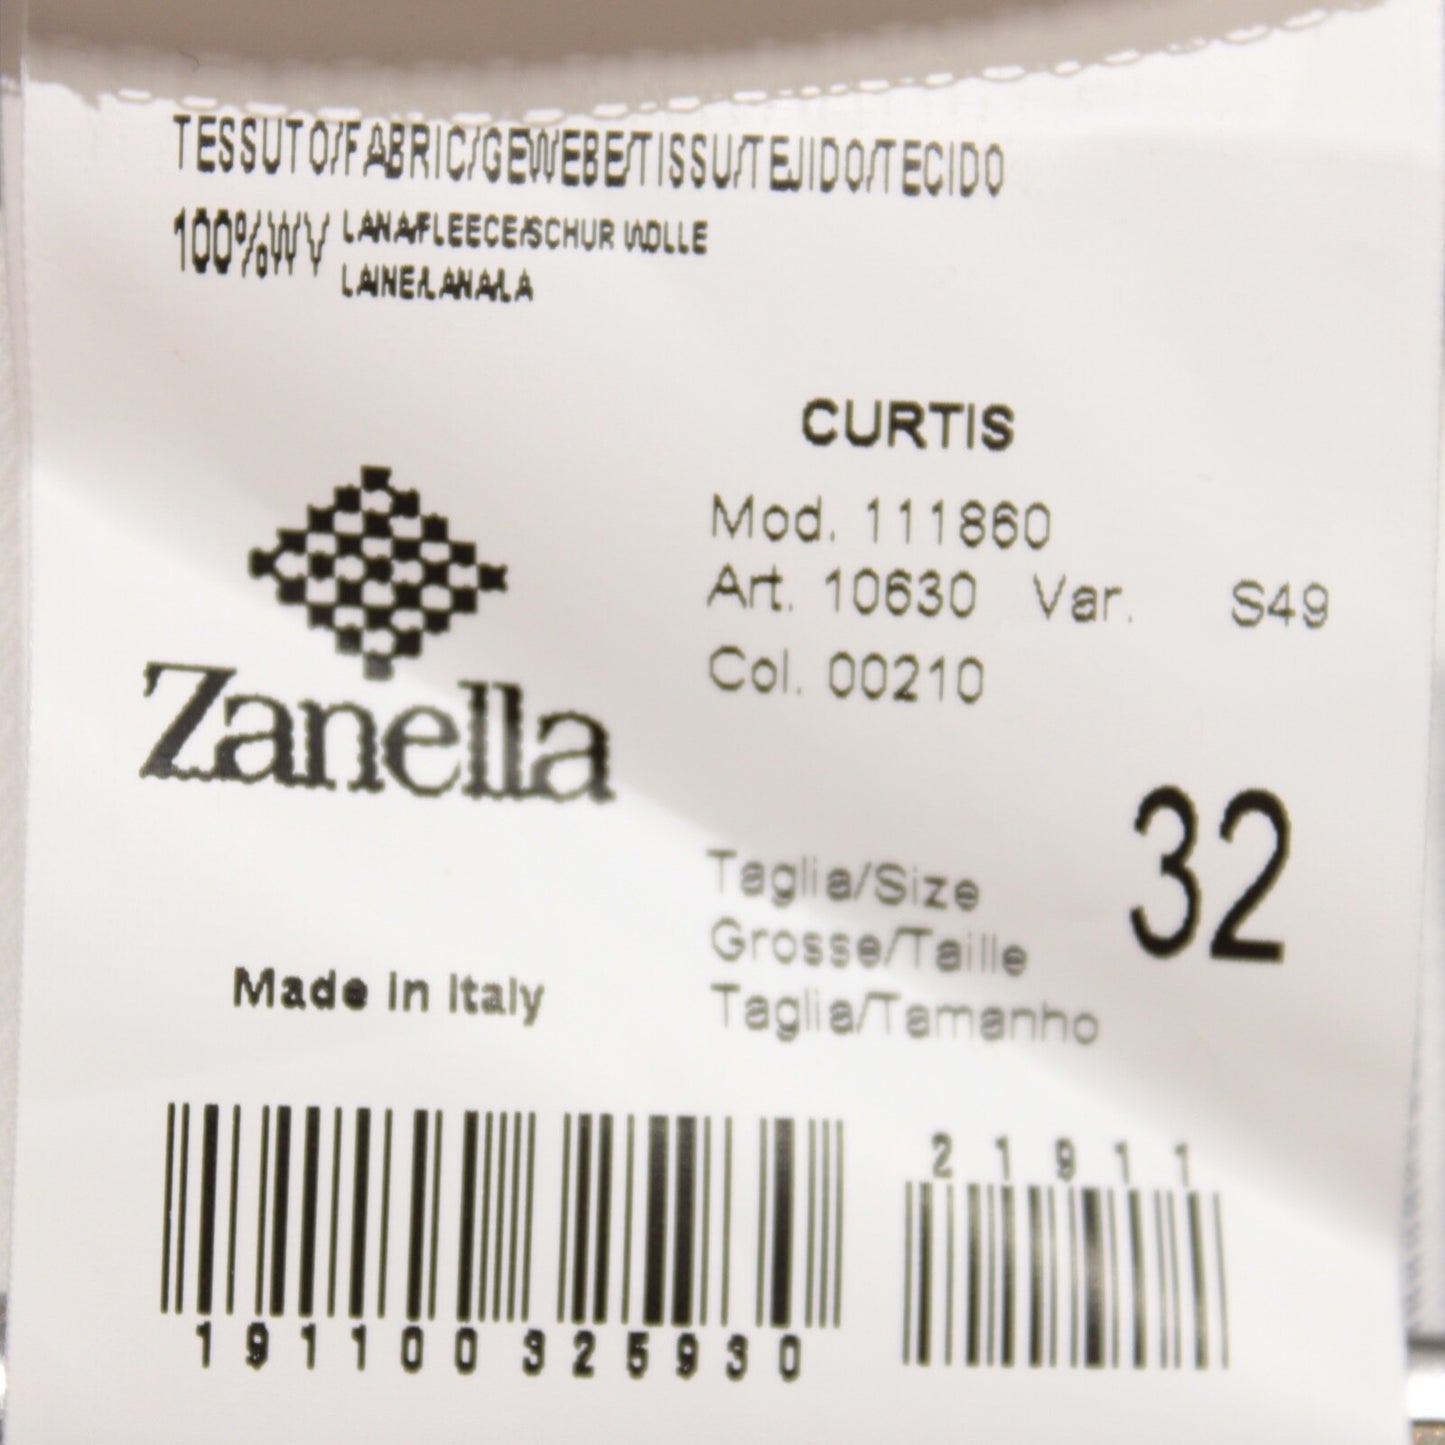 TESSUTO/FABRIC/GEWEBE/TISSU/TEJIDO/TECIDO
100%WV LANA/FLEECE/SCHUR WOLLE
LAINE/LANA/LA
CURTIS
Mod. 111860
Art. 10630 Var. S49
Col. 00210
Zanella
32
Taglia/Size
Grosse/Taille
Taglia/Tamanho
Made in Italy
21911
191100325930